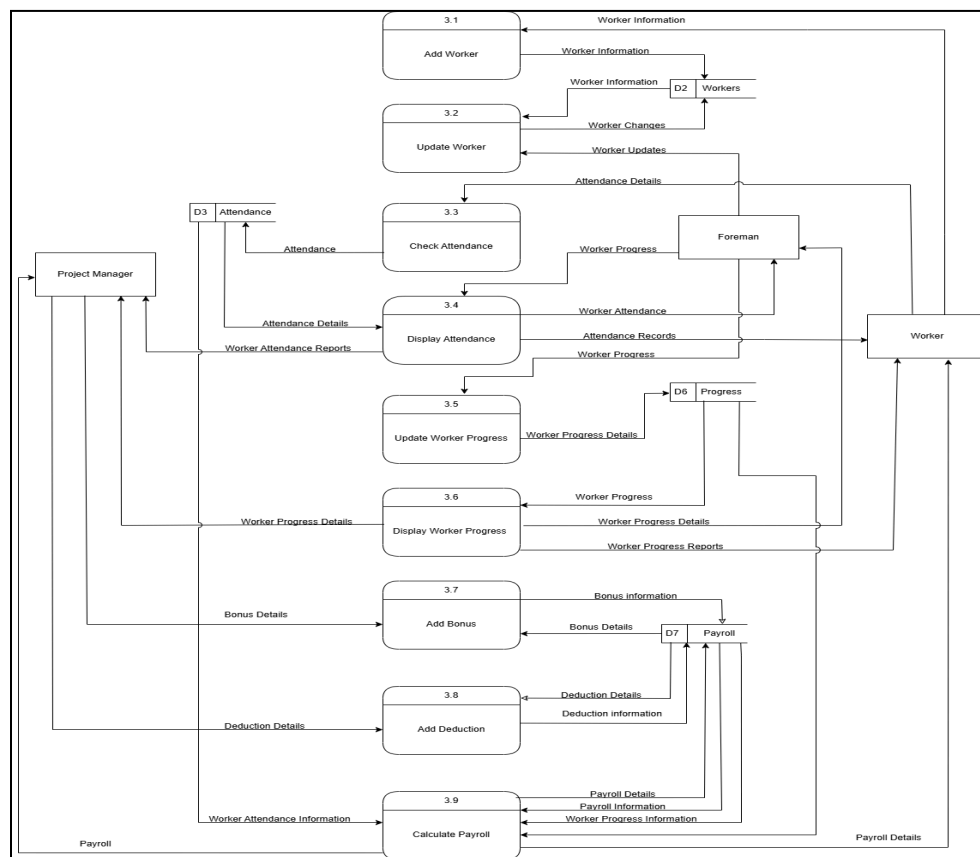 3.1
Worker Information
Add Worker
Worker Information
Worker Information
D2 Workers
3.2
Worker Changes
Update Worker
Worker Updates
Attendance Details
D3 Attendance
3.3
Check Attendance
Attendance
Worker Progress
Foreman
Project Manager
3.4
Worker Attendance
Attendance Details
Display Attendance
Attendance Records
Worker
Worker Attendance Reports
Worker Progress
3.5
D6 Progress
Update Worker Progress
Worker Progress Details
3.6
Worker Progress
Worker Progress Details
Display Worker Progress
Worker Progress Details
Worker Progress Reports
3.7
Bonus information
Bonus Details
Add Bonus
Bonus Details
D7 Payroll
3.8
Deduction Details
Deduction information
Deduction Details
Add Deduction
3.9
Payroll Details
Payroll Information
Worker Attendance Information
Worker Progress Information
Calculate Payroll
Payroll
Payroll Details